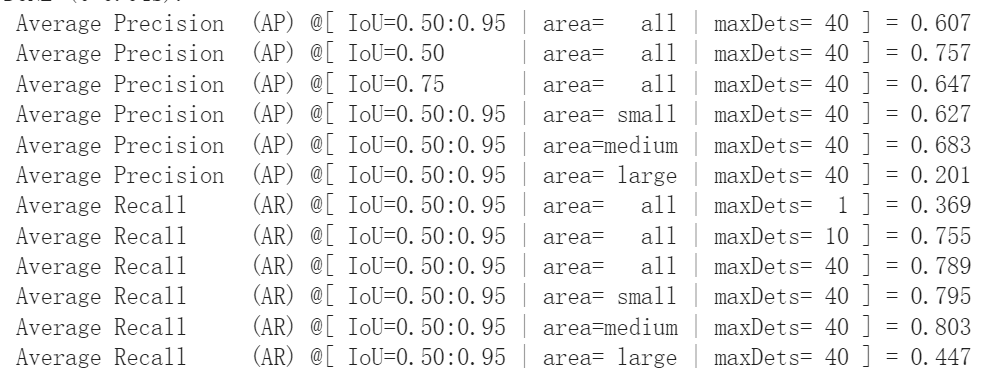 Average Precision (AP) @[ IoU=0.50:0.95 | area= all | maxDets= 40 ] = 0.607
Average Precision (AP) @[ IoU=0.50 | area= all | maxDets= 40 ] = 0.757
Average Precision (AP) @[ IoU=0.75 | area= all | maxDets= 40 ] = 0.647
Average Precision (AP) @[ IoU=0.50:0.95 | area= small | maxDets= 40 ] = 0.627
Average Precision (AP) @[ IoU=0.50:0.95 | area=medium | maxDets= 40 ] = 0.683
Average Precision (AP) @[ IoU=0.50:0.95 | area= large | maxDets= 40 ] = 0.201
Average Recall (AR) @[ IoU=0.50:0.95 | area= all | maxDets= 1 ] = 0.369
Average Recall (AR) @[ IoU=0.50:0.95 | area= all | maxDets= 10 ] = 0.755
Average Recall (AR) @[ IoU=0.50:0.95 | area= all | maxDets= 40 ] = 0.789
Average Recall (AR) @[ IoU=0.50:0.95 | area= small | maxDets= 40 ] = 0.795
Average Recall (AR) @[ IoU=0.50:0.95 | area=medium | maxDets= 40 ] = 0.803
Average Recall (AR) @[ IoU=0.50:0.95 | area= large | maxDets= 40 ] = 0.447